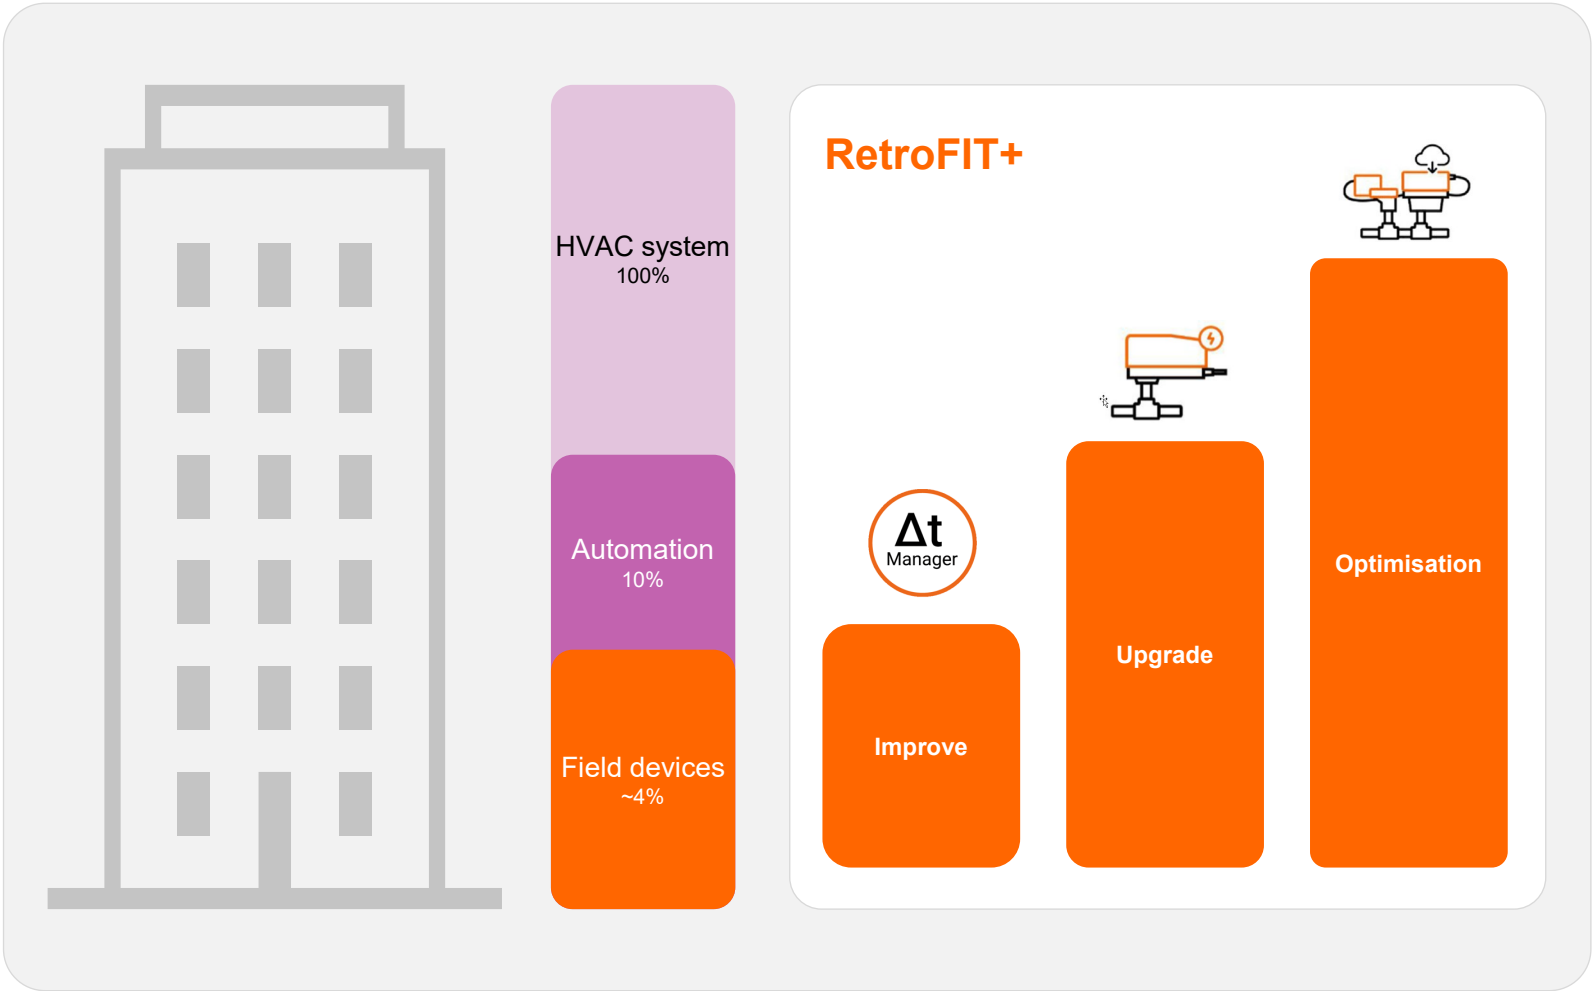 HVAC system
100%
Automation
10%
Field devices
~4%
RetroFIT+
Δt
Manager
Improve
Upgrade
Optimisation